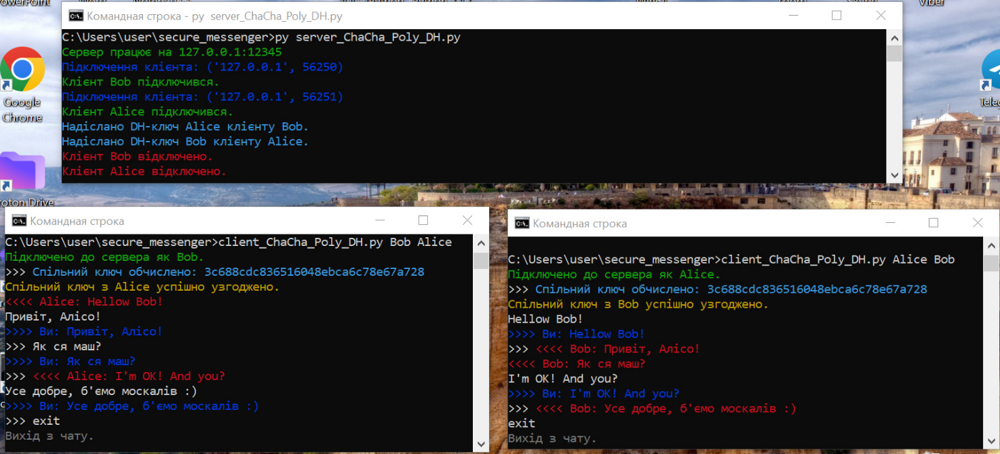 Командная строка - py server_ChaCha_Poly_DH.py
C:\Users\user\secure_messenger>py server_ChaCha_Poly_DH.py
Сервер працює на 127.0.0.1:12345
Підключення клієнта: ('127.0.0.1', 56250)
Клієнт Bob підключився.
Підключення клієнта: ('127.0.0.1', 56251)
Клієнт Alice підключився.
Надіслано DH-ключ Alice клієнту Bob.
Надіслано DH-ключ Bob клієнту Alice.
Клієнт Bob відключено.
Клієнт Alice відключено.
Google
Chrome
Командная строка
C:\Users\user\secure_messenger>client_ChaCha_Poly_DH.py Bob Alice
Підключено до сервера як Bob.
>>> Спільний ключ обчислено: 3c688cdc836516048ebca6c78e67a728
Спільний ключ з Alice успішно узгоджено.
<<<< Alice: Hellow Bob!
Привіт, Алісо!
>>>> Ви: Привіт, Алісо!
>>> Як ся маш?
>>>> Ви: Як ся маш?
>>> <<<< Alice: I'm OK! And you?
Усе добре, б'ємо москалів :)
>>>> Ви: Усе добре, б'ємо москалів :)
>>> exit
Вихід з чату.
Командная строка
C:\Users\user\secure_messenger>client_ChaCha_Poly_DH.py Alice Bob
Підключено до сервера як Alice.
>>> Спільний ключ обчислено: 3c688cdc836516048ebca6c78e67a728
Спільний ключ з Bob успішно узгоджено.
Hellow Bob!
>>>> Ви: Hellow Bob!
>>> <<<< Bob: Привіт, Алісо!
<<<< Bob: Як ся маш?
I'm OK! And you?
>>>> Ви: I'm OK! And you?
>>> <<<< Bob: Усе добре, б'ємо москалів :)
exit
Вихід з чату.